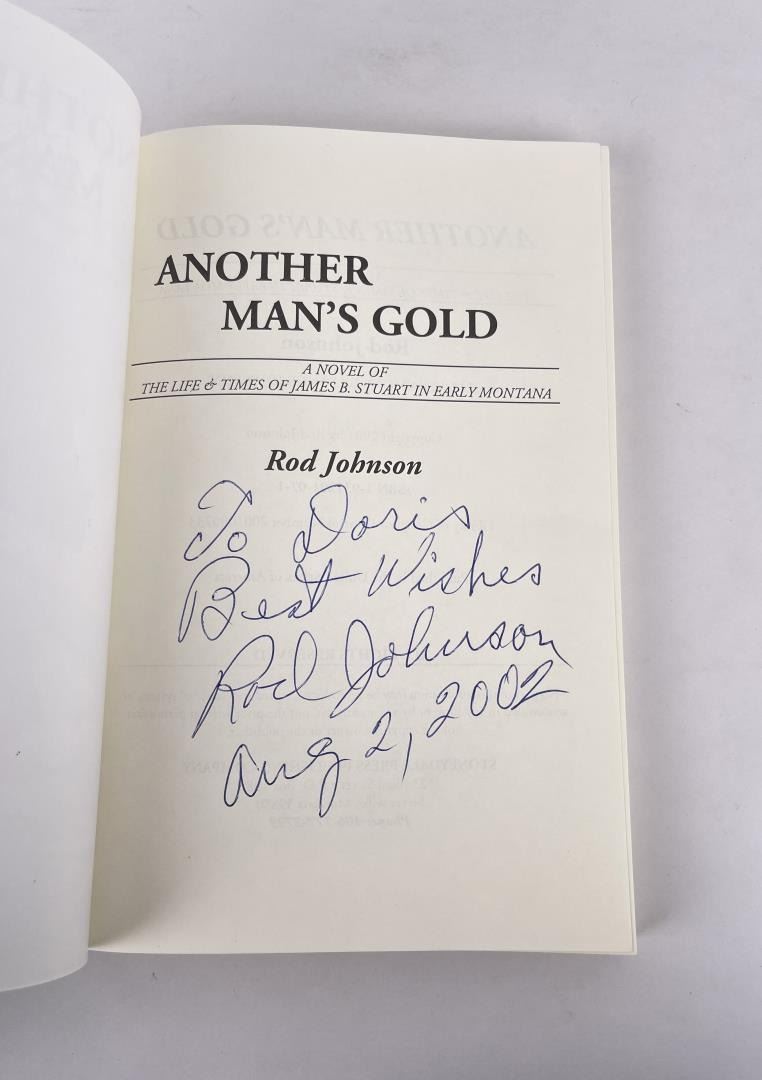 ANOTHER
MAN'S GOLD
A NOVEL OF
THE LIFE & TIMES OF JAMES B. STUART IN EARLY MONTANA
Rod Johnson
To Doris
Best Wishes
Rod Johnson
Aug 2, 2002